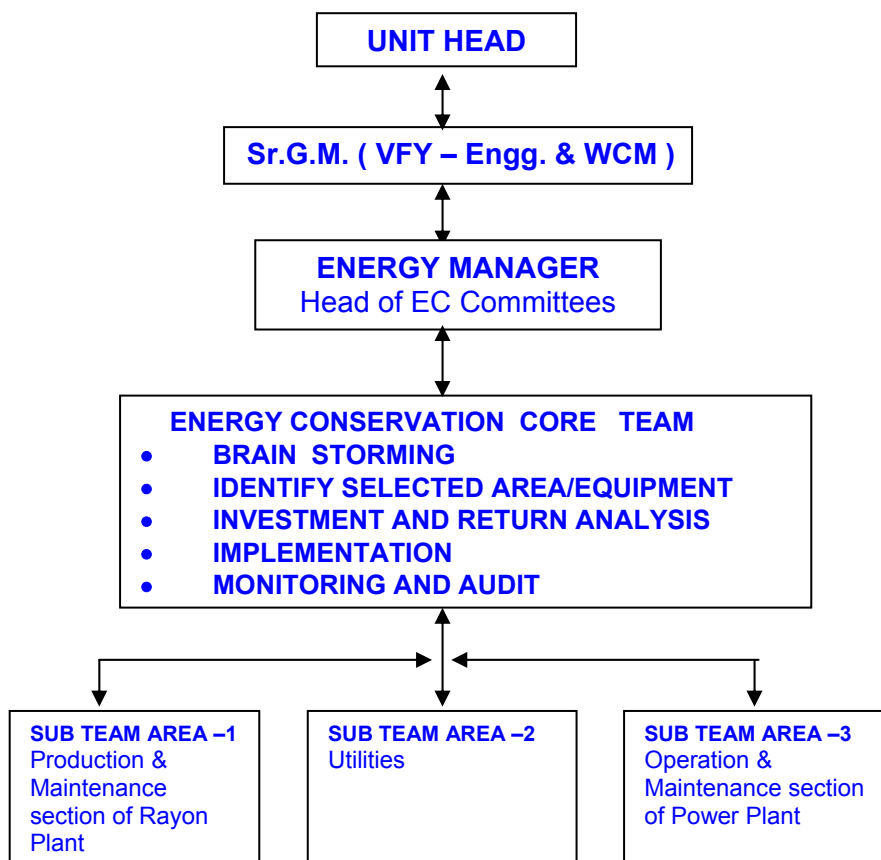 UNIT HEAD
Sr.G.M. ( VFY – Engg. & WCM )
ENERGY MANAGER
Head of EC Committees
ENERGY CONSERVATION CORE TEAM
• BRAIN STORMING
• IDENTIFY SELECTED AREA/EQUIPMENT
• INVESTMENT AND RETURN ANALYSIS
• IMPLEMENTATION
• MONITORING AND AUDIT
SUB TEAM AREA –1
Production &
Maintenance
section of Rayon
Plant
SUB TEAM AREA –2
Utilities
SUB TEAM AREA –3
Operation &
Maintenance section
of Power Plant